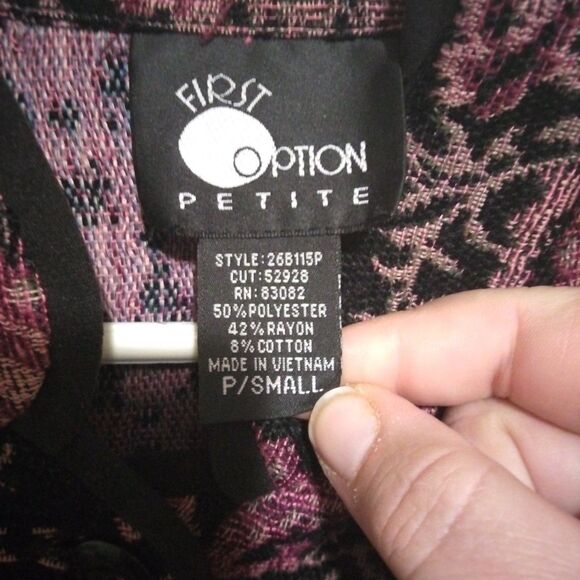 FIRST
OPTION
PETITE
STYLE:26B115P
CUT:52928
RN:83082
50%POLYESTER
42%RAYON
8%COTTON
MADE IN VIETNAM
P/SMALL